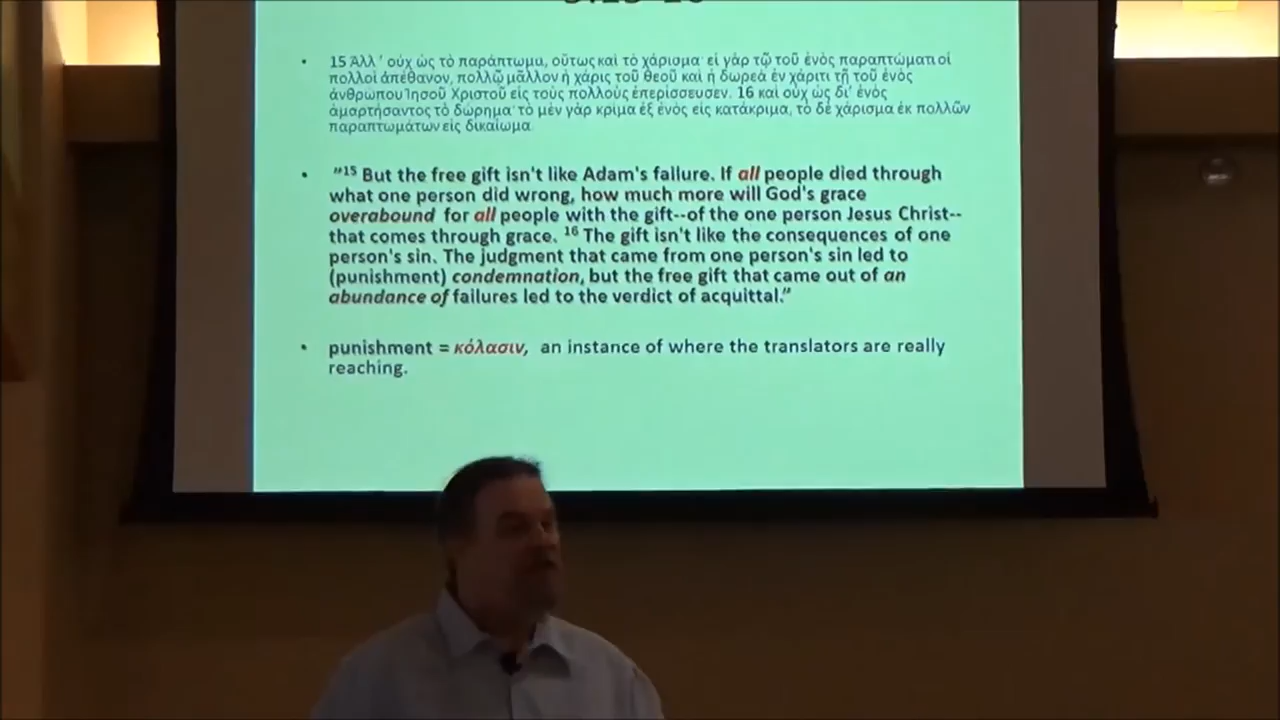 15 Ἀλλ ' οὐχ ὡς τὸ παράπτωμα, οὕτως καὶ τὸ χάρισμα· εἰ γὰρ τῷ τοῦ ἑνὸς παραπτώματι οἱ
πολλοὶ ἀπέθανον, πολλῷ μᾶλλον ἡ χάρις τοῦ θεοῦ καὶ ἡ δωρεὰ ἐν χάριτι τῇ τοῦ ἑνὸς
ἀνθρώπου Ἰησοῦ Χριστοῦ εἰς τοὺς πολλοὺς ἐπερίσσευσεν. 16 καὶ οὐχ ὡς δι' ἑνὸς
ἁμαρτήσαντος τὸ δώρημα· τὸ μὲν γὰρ κρίμα ἐξ ἑνὸς εἰς κατάκριμα, τὸ δὲ χάρισμα ἐκ πολλῶν
παραπτωμάτων εἰς δικαίωμα.
"15 But the free gift isn't like Adam's failure. If all people died through
what one person did wrong, how much more will God's grace
overabound for all people with the gift--of the one person Jesus Christ--
that comes through grace. 16 The gift isn't like the consequences of one
person's sin. The judgment that came from one person's sin led to
(punishment) condemnation, but the free gift that came out of an
abundance of failures led to the verdict of acquittal."
punishment = κόλασιν, an instance of where the translators are really
reaching.